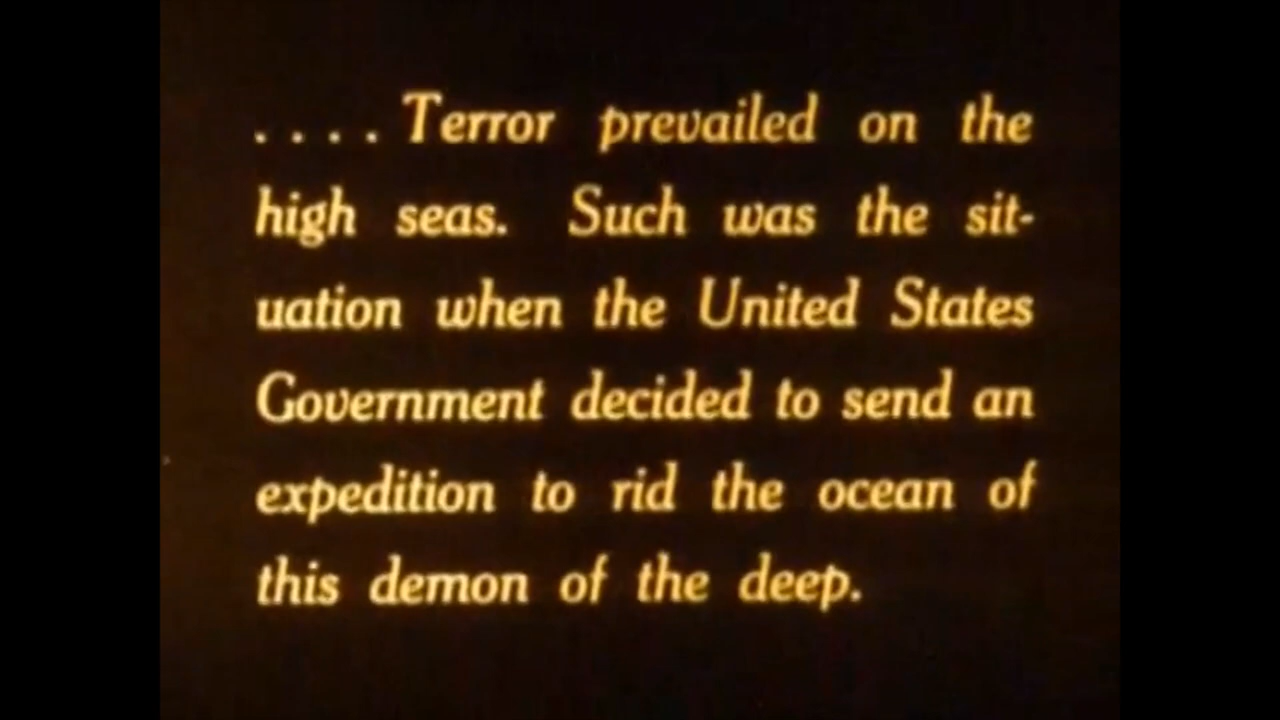 . . . . Terror prevailed on the
high seas. Such was the sit-
uation when the United States
Government decided to send an
expedition to rid the ocean of
this demon of the deep.